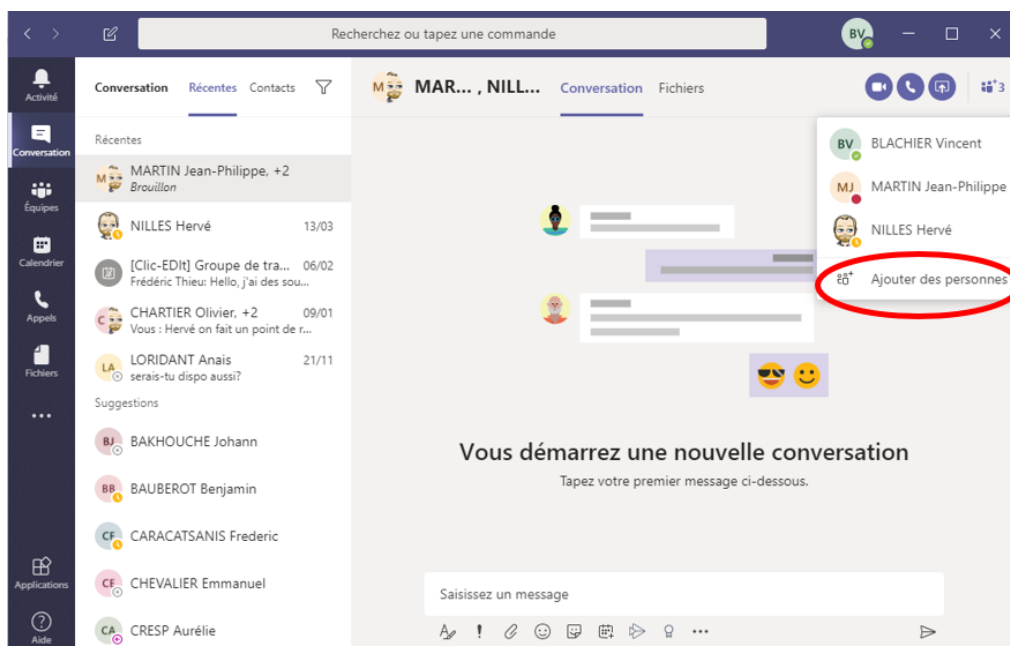 Recherchez ou tapez une commande
BV
Activité
Conversation
Équipes
Calendrier
Appels
Fichiers
Applications
Aide
Conversation Récentes Contacts
Récentes
M MARTIN Jean-Philippe, +2
Brouillon
NILLES Hervé 13/03
[Clic-EDIt] Groupe de tra... 06/02
Frédéric Thieu: Hello, j'ai des sou...
C CHARTIER Olivier, +2 09/01
Vous : Hervé on fait un point de r...
LA LORIDANT Anais 21/11
serais-tu dispo aussi?
Suggestions
BJ BAKHOUCHE Johann
BB BAUBEROT Benjamin
CF CARACATSANIS Frederic
CE CHEVALIER Emmanuel
CA CRESP Aurélie
M MAR... , NILL... Conversation Fichiers
3
BV BLACHIER Vincent
MJ MARTIN Jean-Philippe
NILLES Hervé
Ajouter des personnes
Vous démarrez une nouvelle conversation
Tapez votre premier message ci-dessous.
Saisissez un message